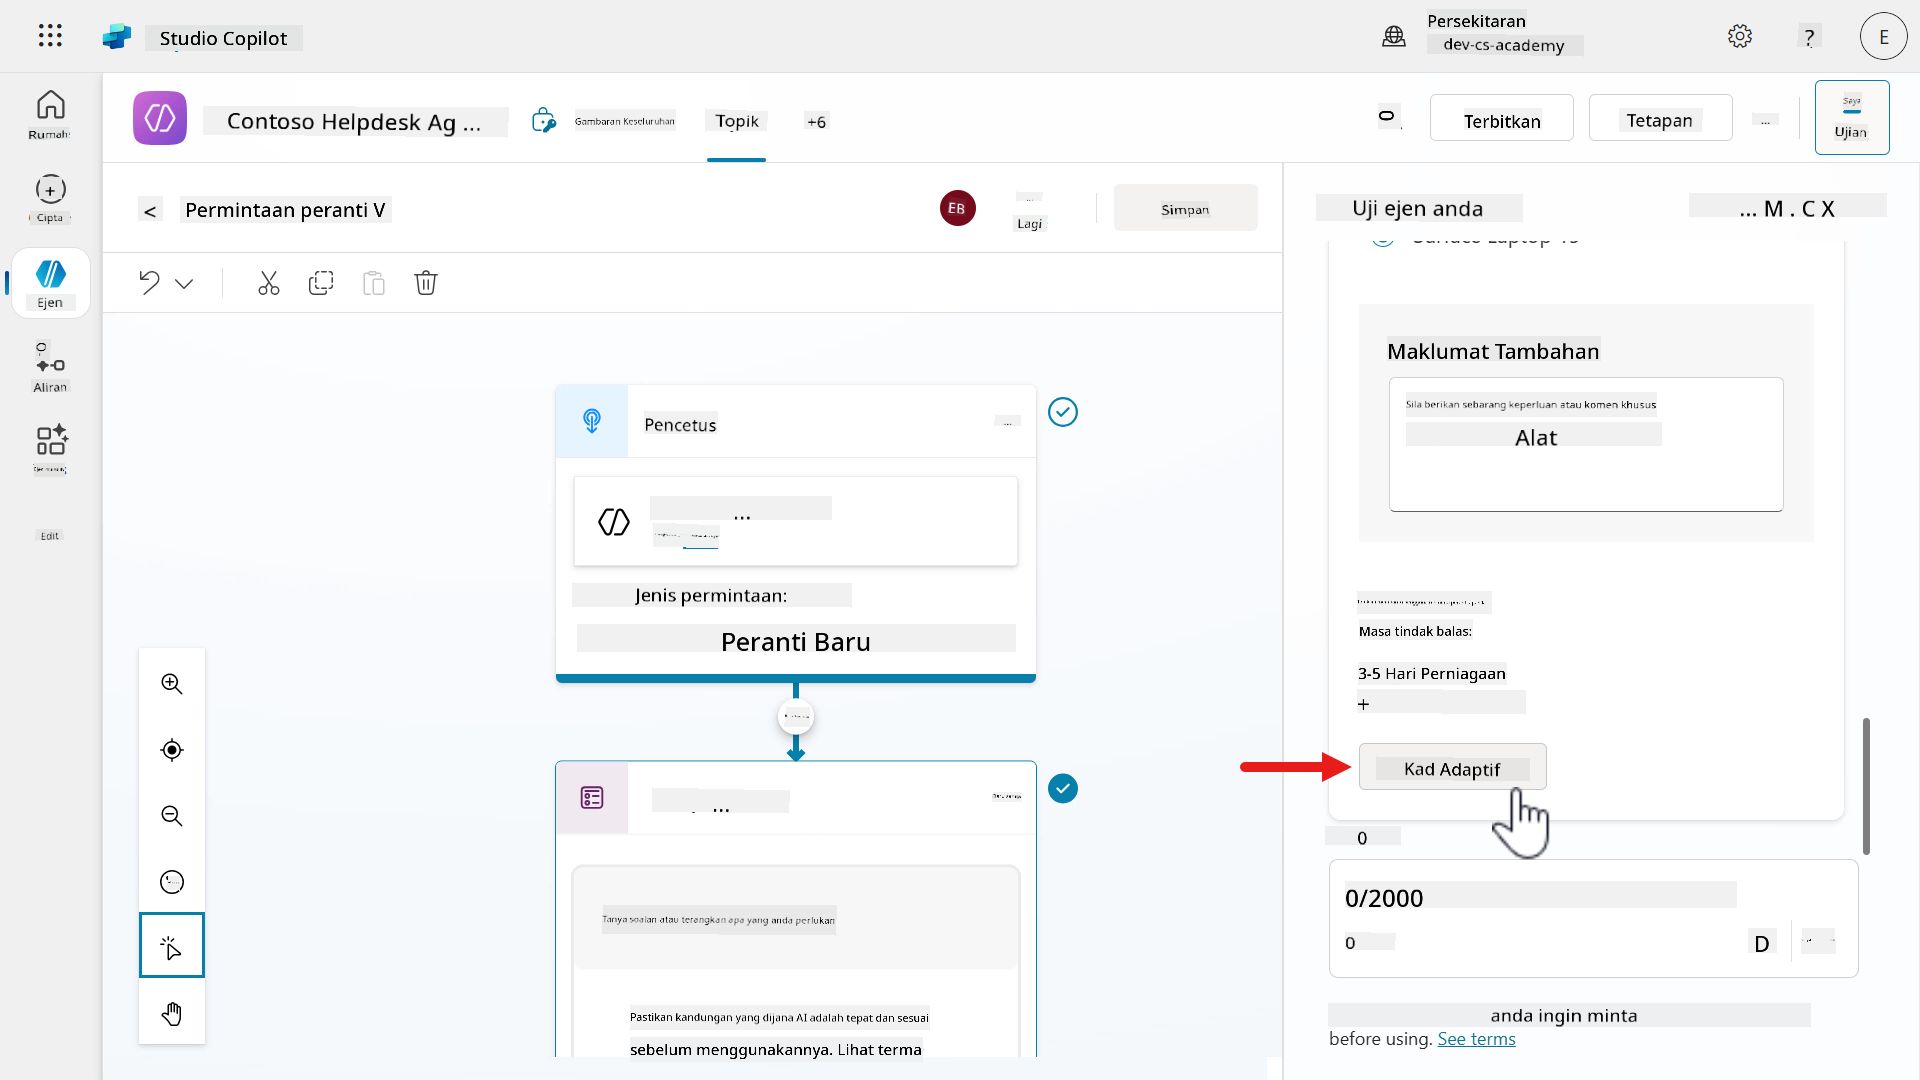 Studio Copilot
Persekitaran
dev-cs-academy
?
E
Rumah
Cipta
Ejen
Aliran
Edit
Contoso Helpdesk Ag ...
Gambaran Keseluruhan
Topik
+6
Terbitkan
Tetapan
...
Saya
Ujian
<
Permintaan peranti V
EB
Lagi
Simpan
Pencetus
...
...
Jenis permintaan:
Peranti Baru
...
Tanya soalan atau terangkan apa yang anda perlukan
Pastikan kandungan yang dijana AI adalah tepat dan sesuai
sebelum menggunakannya. Lihat terma
Uji ejen anda
... M . C X
Surface Laptop 15
Maklumat Tambahan
Sila berikan sebarang keperluan atau komen khusus
Alat
Masa tindak balas:
3-5 Hari Perniagaan
+
Kad Adaptif
0
0/2000
0
D
anda ingin minta
before using. See terms